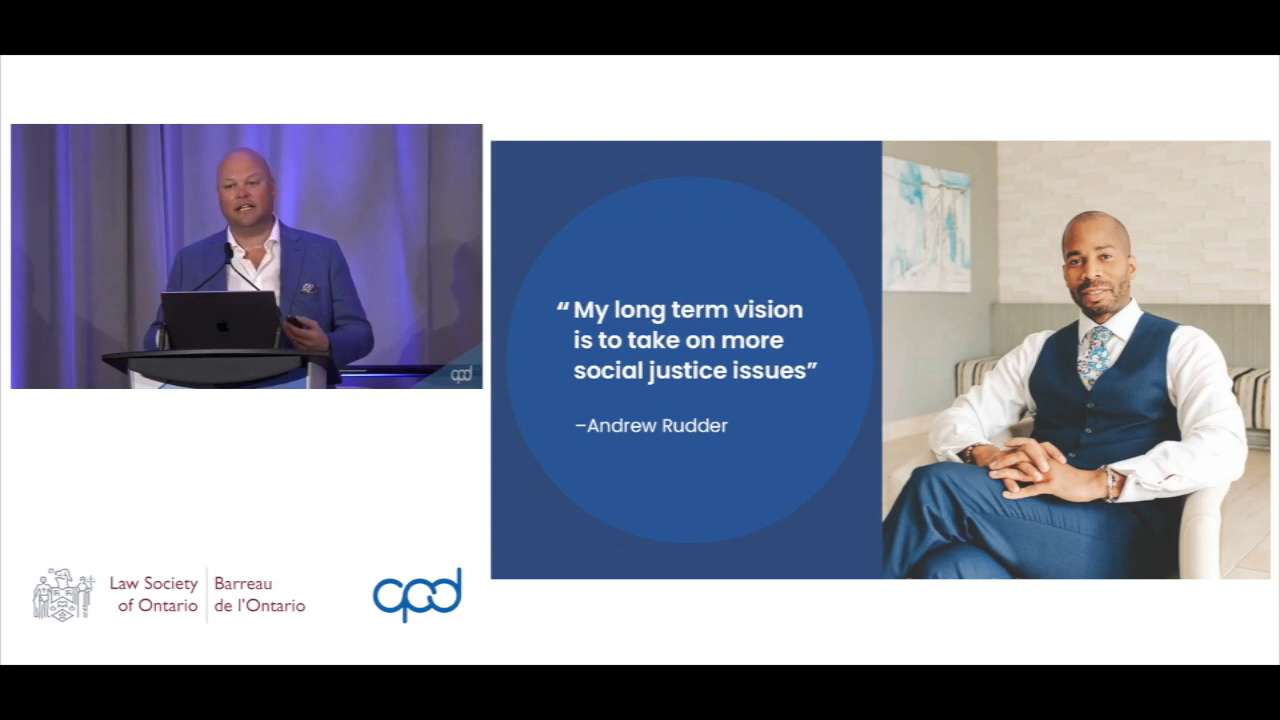 cpd
“My long term vision
is to take on more
social justice issues”
–Andrew Rudder
Law Society
of Ontario
Barreau
de l’Ontario
cpd